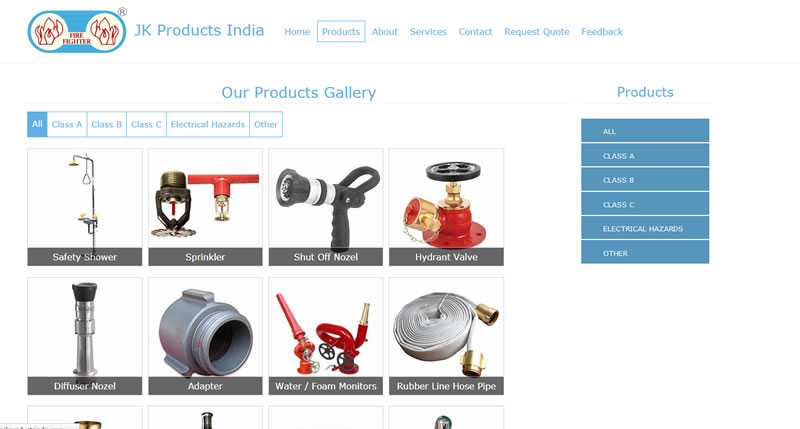 FIRE
FIGHTER
®
JK Products India
Home Products About Services Contact Request Quote Feedback
Our Products Gallery
All Class A Class B Class C Electrical Hazards Other
Safety Shower Sprinkler Shut Off Nozel Hydrant Valve
Diffuser Nozel Adapter Water / Foam Monitors Rubber Line Hose Pipe
Products
ALL
CLASS A
CLASS B
CLASS C
ELECTRICAL HAZARDS
OTHER